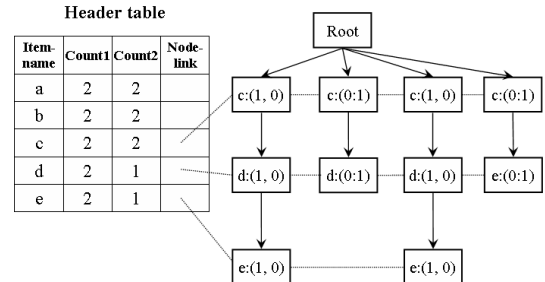 Header table
Item-name Count1 Count2 Node-link
a 2 2
b 2 2
c 2 2
d 2 1
e 2 1
Root
c:(1, 0) c:(0:1) c:(1, 0) c:(0:1)
d:(1, 0) d:(0:1) d:(1, 0) e:(0:1)
e:(1, 0) e:(1, 0)